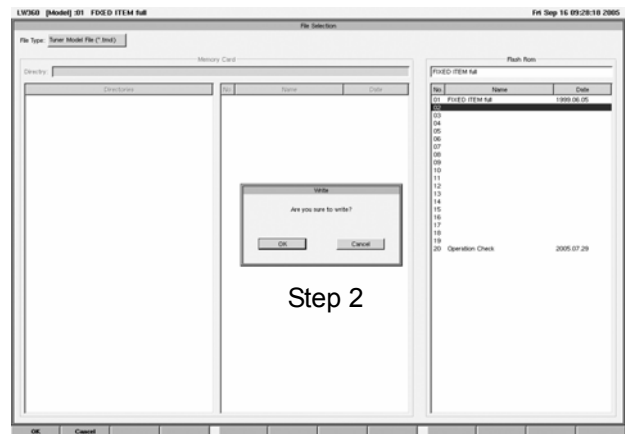 LW360 [Model] :01 FIXED ITEM full Fri Sep 16 09:28:18 2005
File Selection
File Type: Tuner Model File (*.tmd)
Memory Card Flash Rom
Directry: FIXED ITEM full
Directories No. Name Date No. Name Date
01 FIXED ITEM full 1999.06.05
02
03
04
05
06
07
08
09
10
11
12
13
14
15
16
17
18
19
20 Operation Check 2005.07.29
Write
Are you sure to write?
OK Cancel
Step 2
OK Cancel